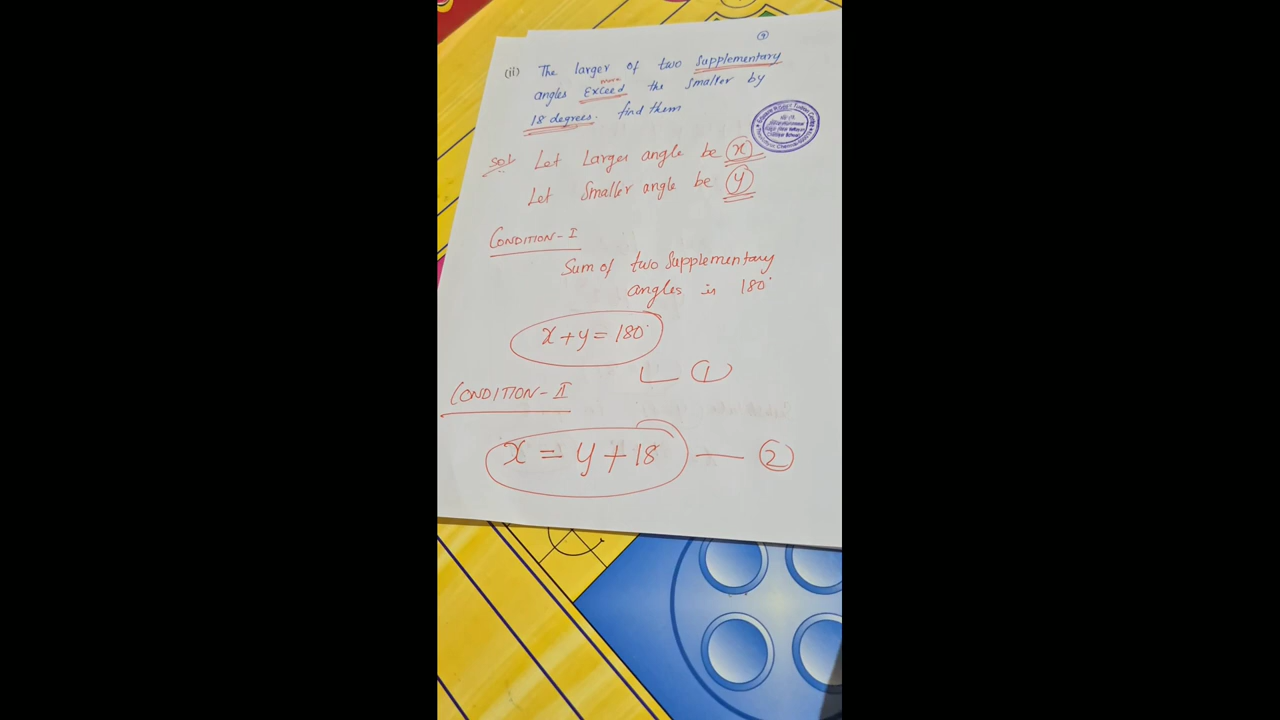 9
(ii) The larger of two Supplementary
more
angles Exceed the Smaller by
18 degrees. find them
Sol Let Larger angle be x
Let Smaller angle be y
CONDITION-I
Sum of two Supplementary
angles is 180°
x+y=180°
1
CONDITION-II
x = y+18 — 2